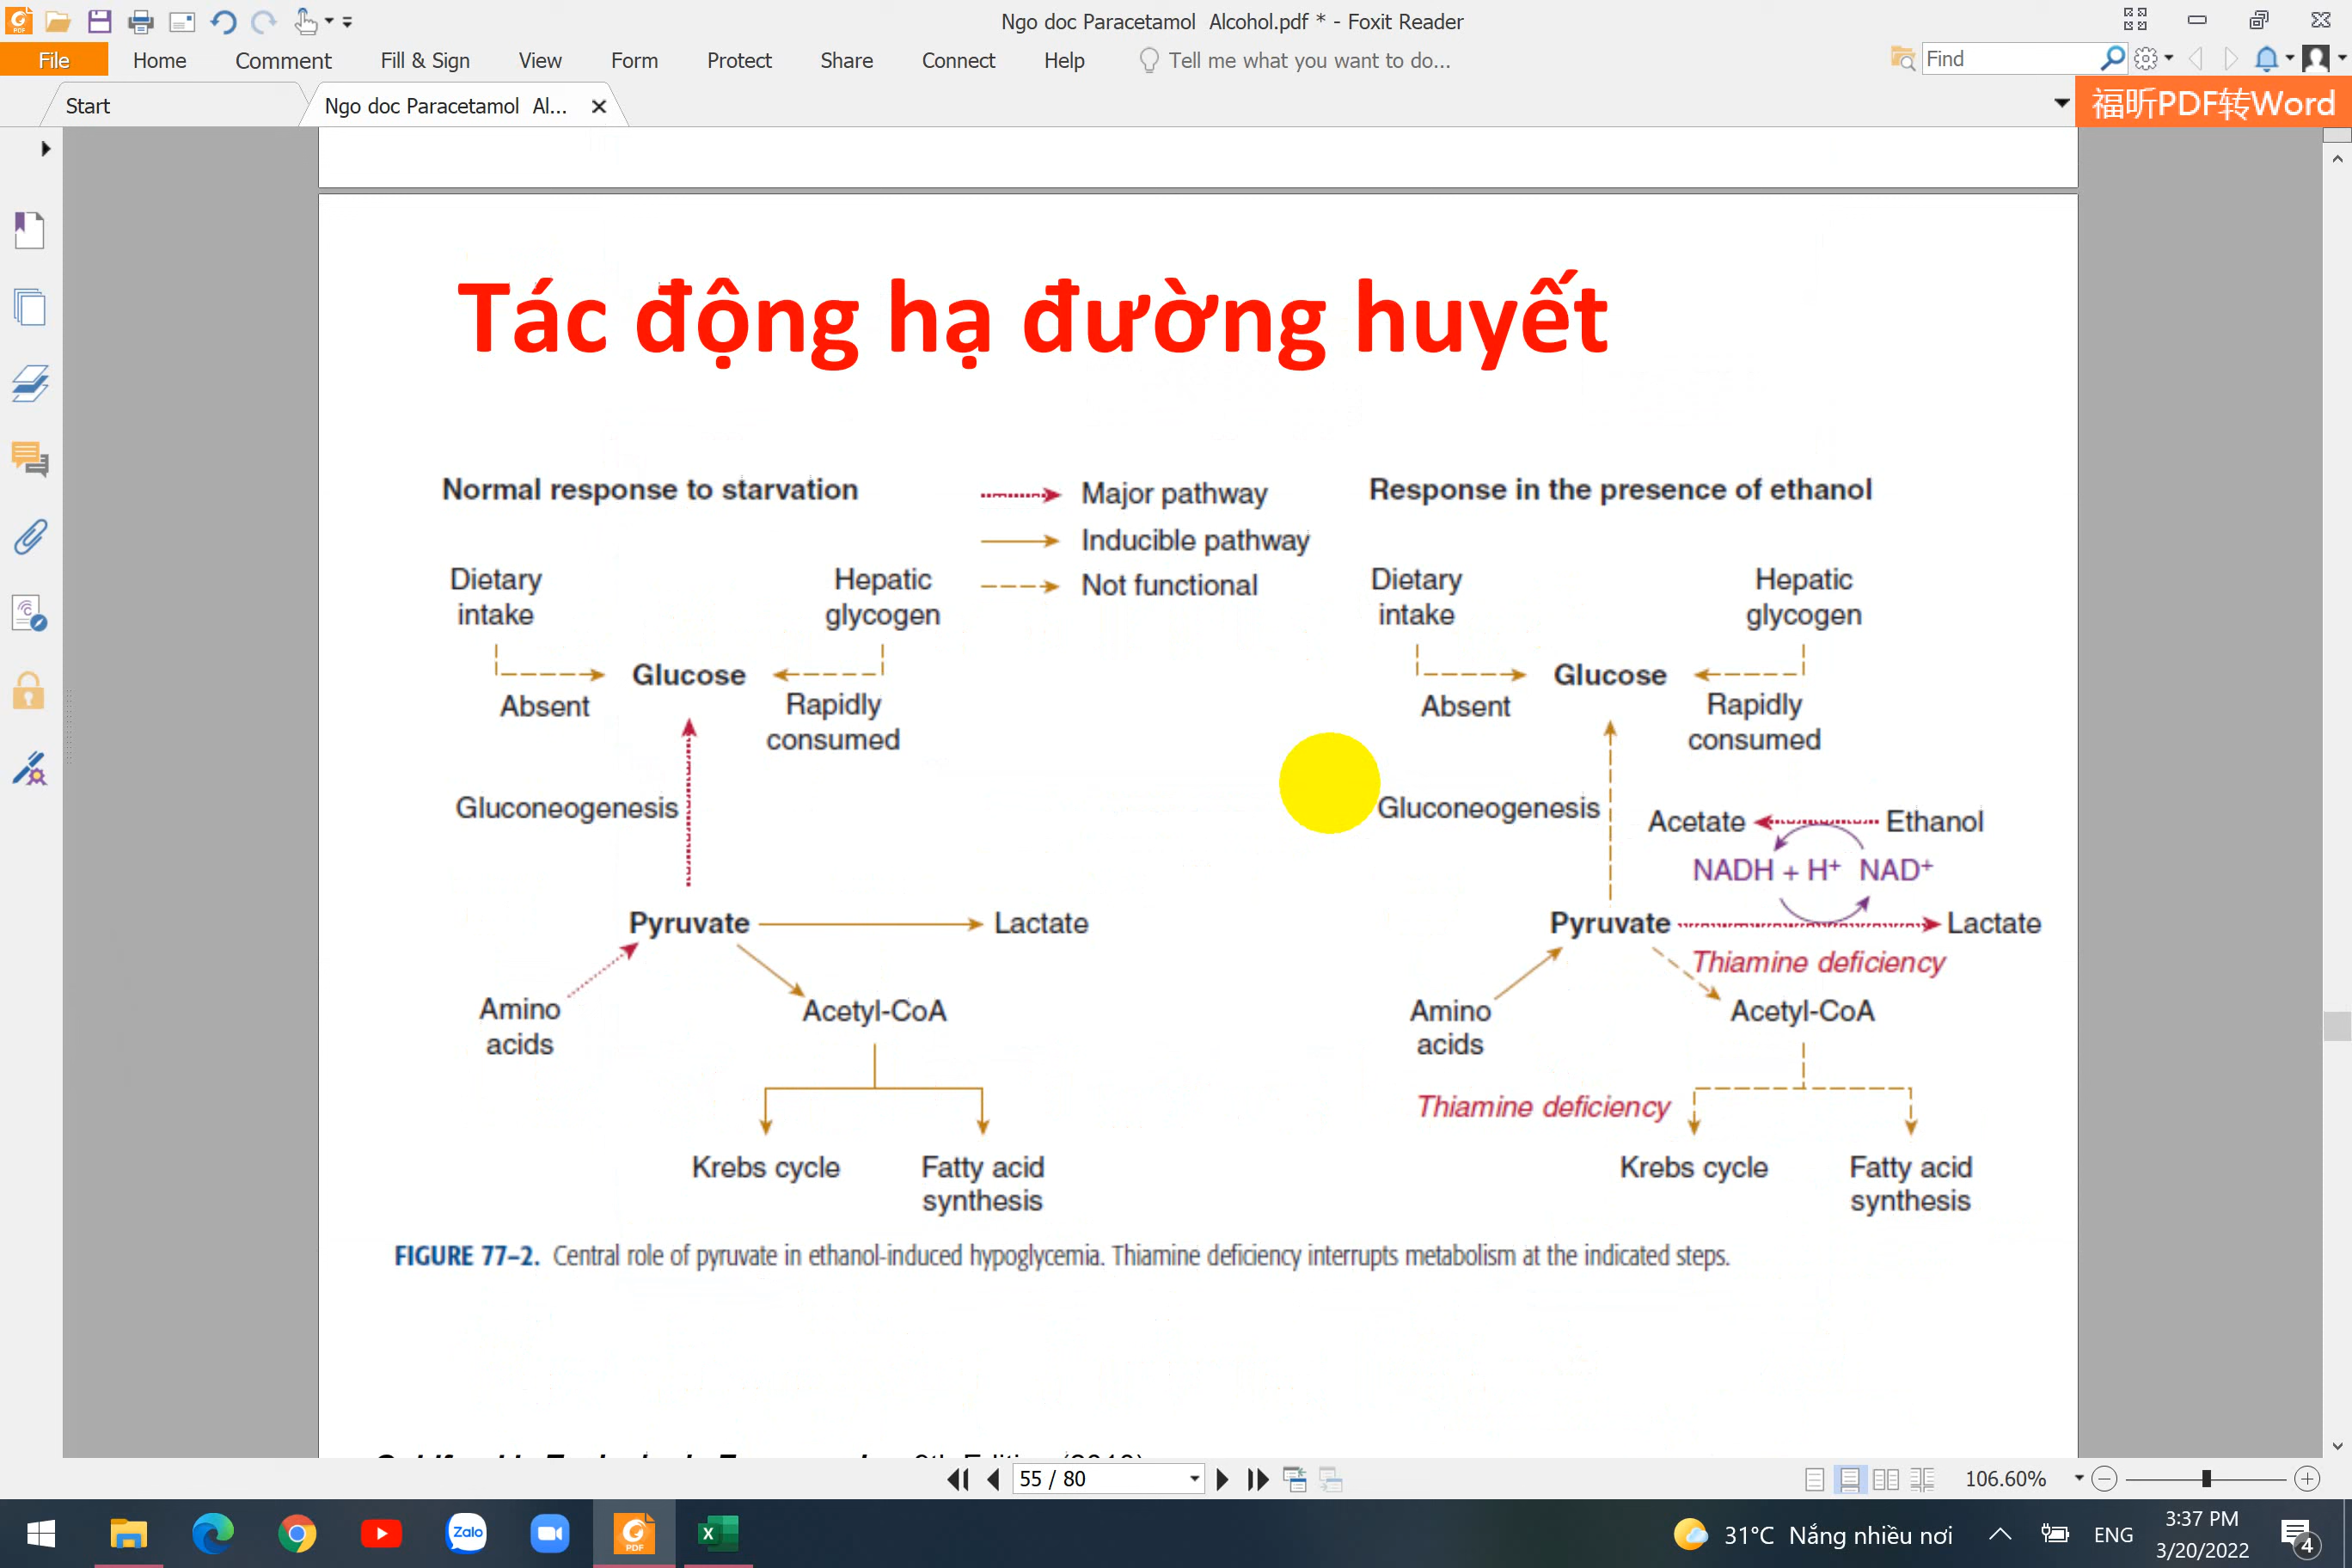 Ngo doc Paracetamol Alcohol.pdf * - Foxit Reader
File Home Comment Fill & Sign View Form Protect Share Connect Help Tell me what you want to do... Find
Start Ngo doc Paracetamol Al... 福昕PDF转Word
Tác động hạ đường huyết
Normal response to starvation
Major pathway
Inducible pathway
Not functional
Dietary
intake
Hepatic
glycogen
Glucose
Absent
Rapidly
consumed
Gluconeogenesis
Pyruvate
Lactate
Amino
acids
Acetyl-CoA
Krebs cycle
Fatty acid
synthesis
Response in the presence of ethanol
Dietary
intake
Hepatic
glycogen
Glucose
Absent
Rapidly
consumed
Gluconeogenesis
Acetate
Ethanol
NADH + H⁺ NAD⁺
Pyruvate
Lactate
Thiamine deficiency
Amino
acids
Acetyl-CoA
Thiamine deficiency
Krebs cycle
Fatty acid
synthesis
FIGURE 77–2. Central role of pyruvate in ethanol-induced hypoglycemia. Thiamine deficiency interrupts metabolism at the indicated steps.
55 / 80
106.60%
Zalo
31°C Nắng nhiều nơi
ENG
3:37 PM
3/20/2022
4